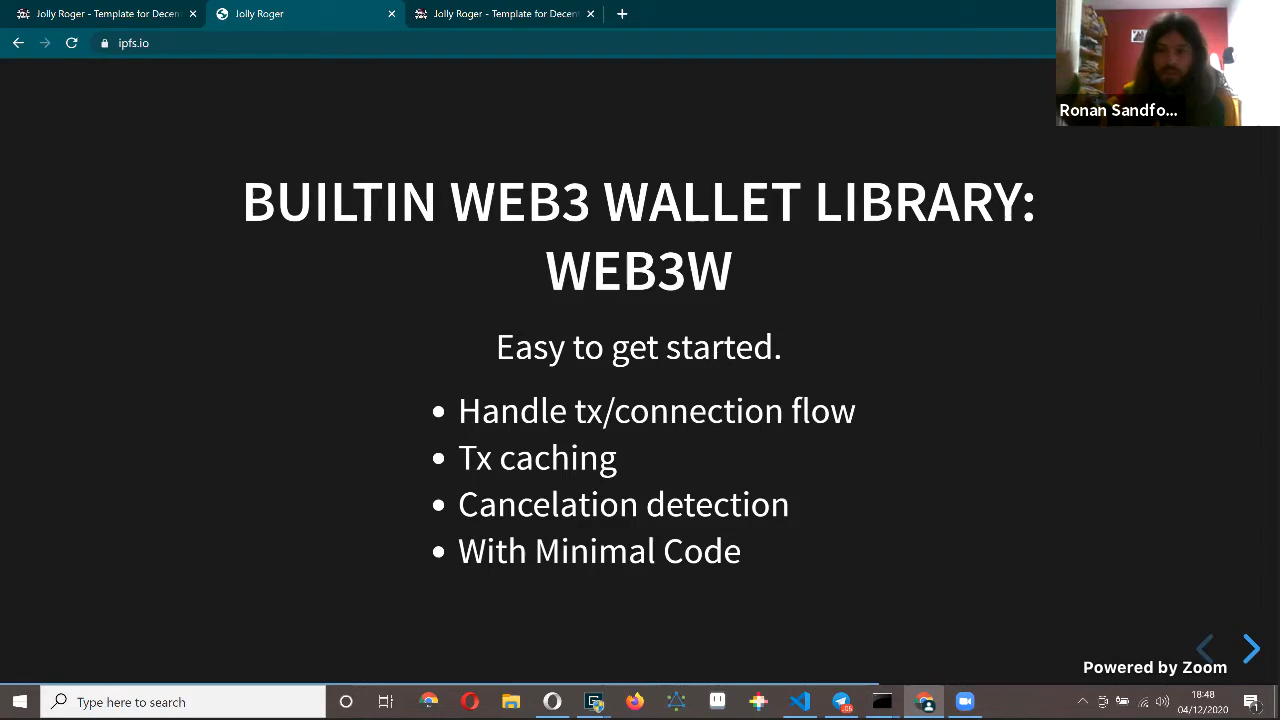 Jolly Roger - Template for Decen
Jolly Roger
Jolly Roger - Template for Decent
ipfs.io
Ronan Sandfo...
BUILTIN WEB3 WALLET LIBRARY:
WEB3W
Easy to get started.
Handle tx/connection flow
Tx caching
Cancelation detection
With Minimal Code
Powered by Zoom
Type here to search
18:48
04/12/2020